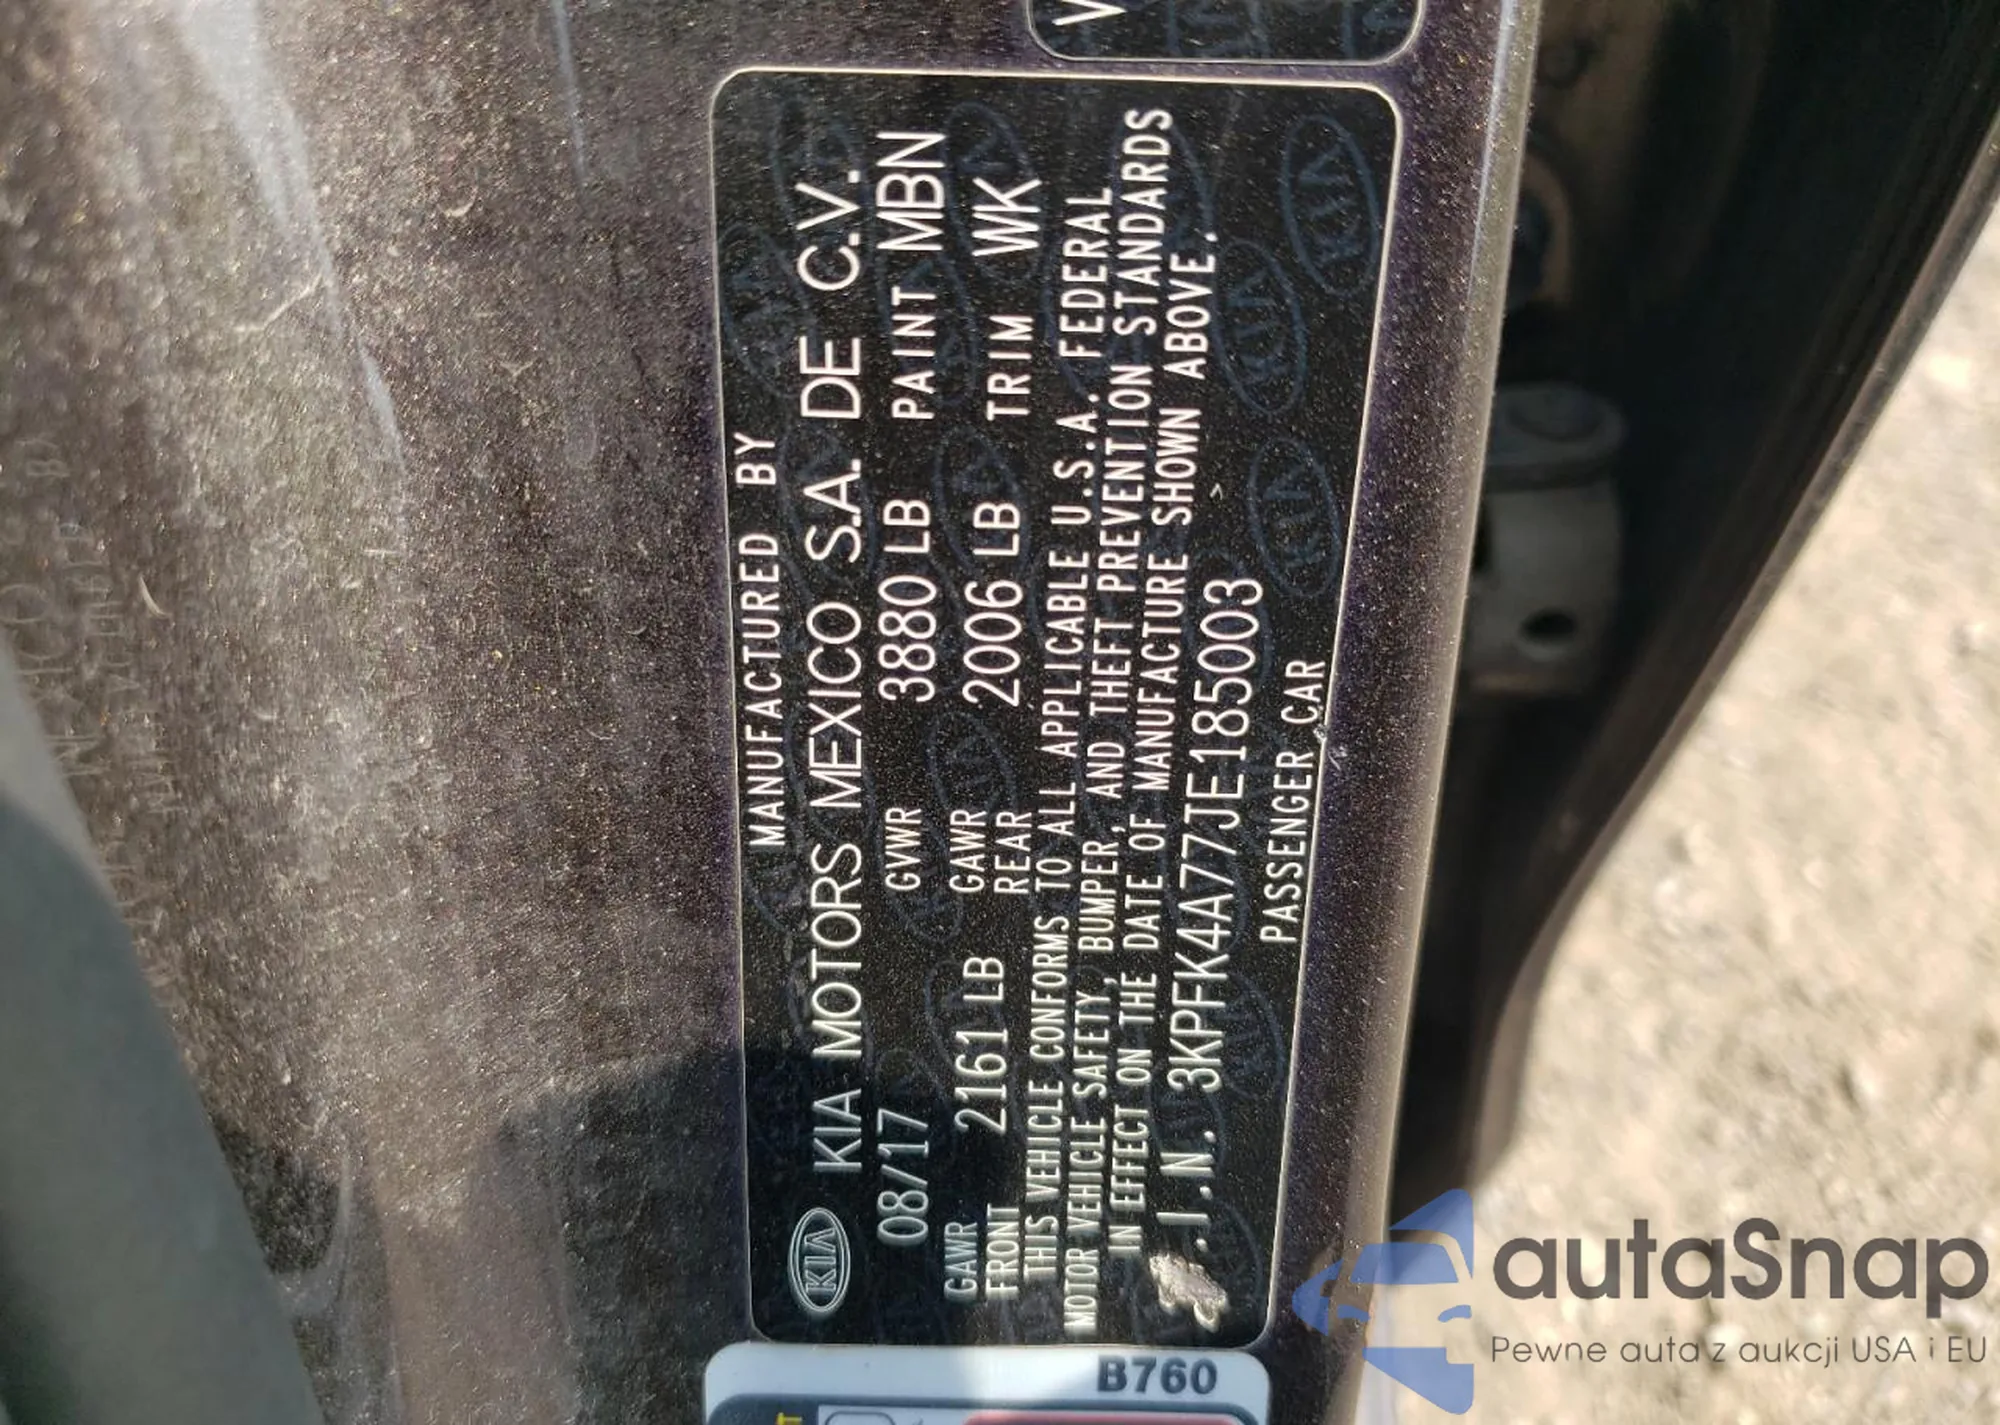 V
MANUFACTURED BY
KIA KIA MOTORS MEXICO S.A. DE C.V.
08/17 GVWR 3880 LB PAINT MBN
GAWR FRONT 2161 LB GAWR REAR 2006 LB TRIM WK
THIS VEHICLE CONFORMS TO ALL APPLICABLE U.S.A. FEDERAL
MOTOR VEHICLE SAFETY, BUMPER, AND THEFT PREVENTION STANDARDS
IN EFFECT ON THE DATE OF MANUFACTURE SHOWN ABOVE.
.I.N. 3KPFK4A77JE185003
PASSENGER CAR
B760
autaSnap
Pewne auta z aukcji USA i EU